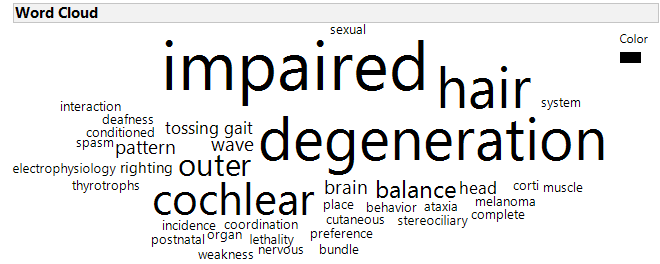 Word Cloud
sexual
Color
impaired
hair
interaction
system
deafness
conditioned
tossing gait
degeneration
spasm
pattern
wave
electrophysiology
righting
outer
thyrotrophs
cochlear
brain
balance
head
corti
muscle
place
behavior
ataxia
melanoma
incidence
coordination
cutaneous
stereociliary
complete
postnatal
organ
lethality
preference
weakness
nervous
bundle